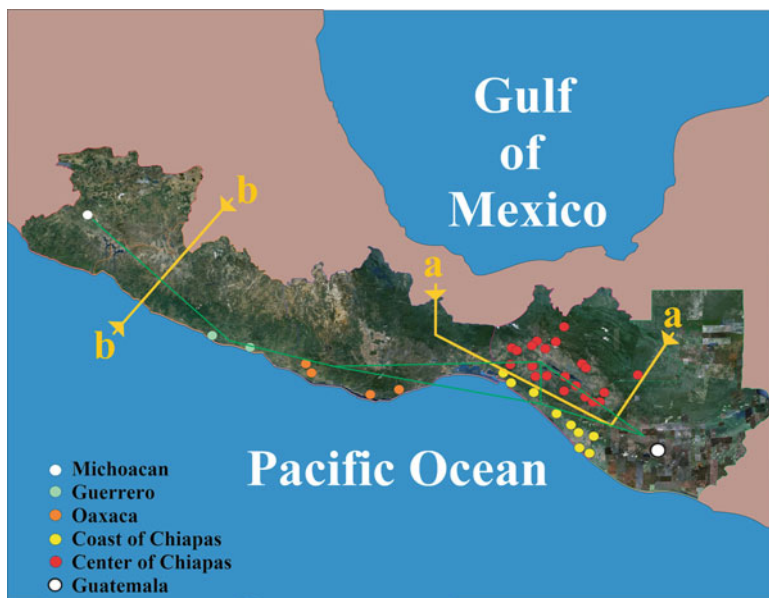 Gulf
of
Mexico
b
a
a
b
Pacific Ocean
Michoacan
Guerrero
Oaxaca
Coast of Chiapas
Center of Chiapas
Guatemala